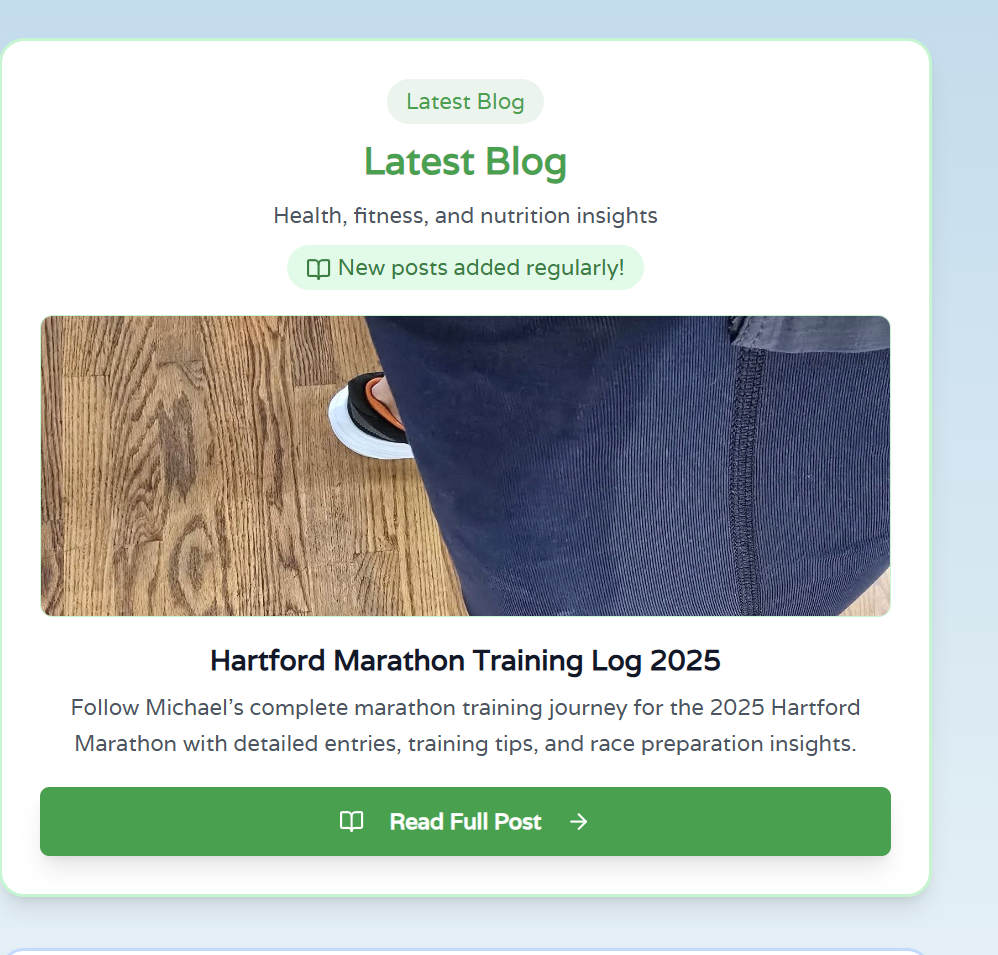 Latest Blog
Latest Blog
Health, fitness, and nutrition insights
New posts added regularly!
Hartford Marathon Training Log 2025
Follow Michael’s complete marathon training journey for the 2025 Hartford
Marathon with detailed entries, training tips, and race preparation insights.
Read Full Post